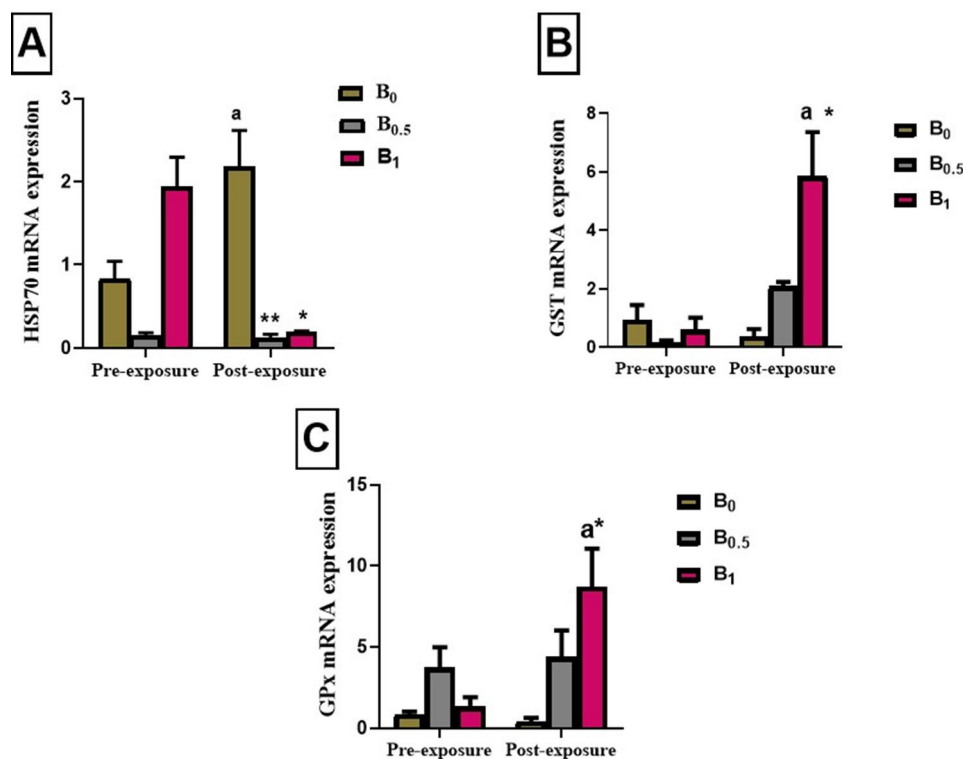 A
HSP70 mRNA expression
3
2
1
0
a
**
*
Pre-exposure Post-exposure
B₀
B₀.₅
B₁
B
GST mRNA expression
8
6
4
2
0
a *
Pre-exposure Post-exposure
B₀
B₀.₅
B₁
C
GPx mRNA expression
15
10
5
0
a*
Pre-exposure Post-exposure
B₀
B₀.₅
B₁